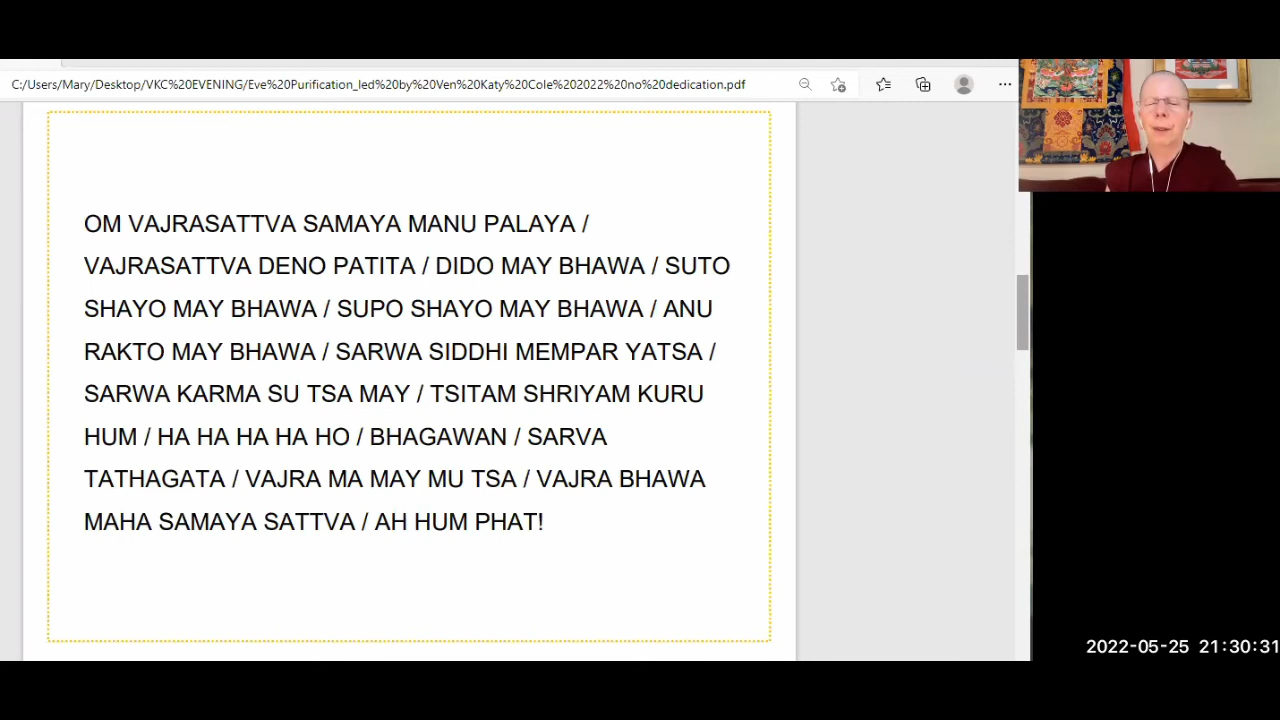 C:/Users/Mary/Desktop/VKC%20EVENING/Eve%20Purification_led%20by%20Ven%20Katy%20Cole%202022%20no%20dedication.pdf
OM VAJRASATTVA SAMAYA MANU PALAYA /
VAJRASATTVA DENO PATITA / DIDO MAY BHAWA / SUTO
SHAYO MAY BHAWA / SUPO SHAYO MAY BHAWA / ANU
RAKTO MAY BHAWA / SARWA SIDDHI MEMPAR YATSA /
SARWA KARMA SU TSA MAY / TSITAM SHRIYAM KURU
HUM / HA HA HA HA HO / BHAGAWAN / SARVA
TATHAGATA / VAJRA MA MAY MU TSA / VAJRA BHAWA
MAHA SAMAYA SATTVA / AH HUM PHAT!
2022-05-25 21:30:31